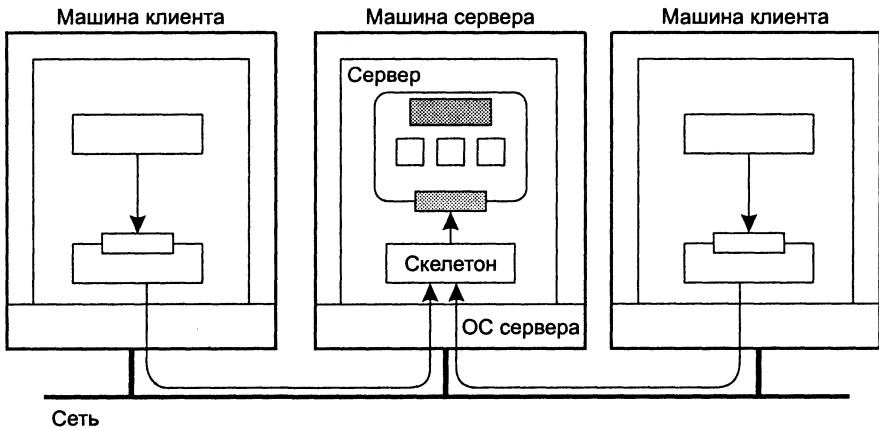 Машина клиента
Машина сервера
Машина клиента
Сервер
Скелетон
ОС сервера
Сеть